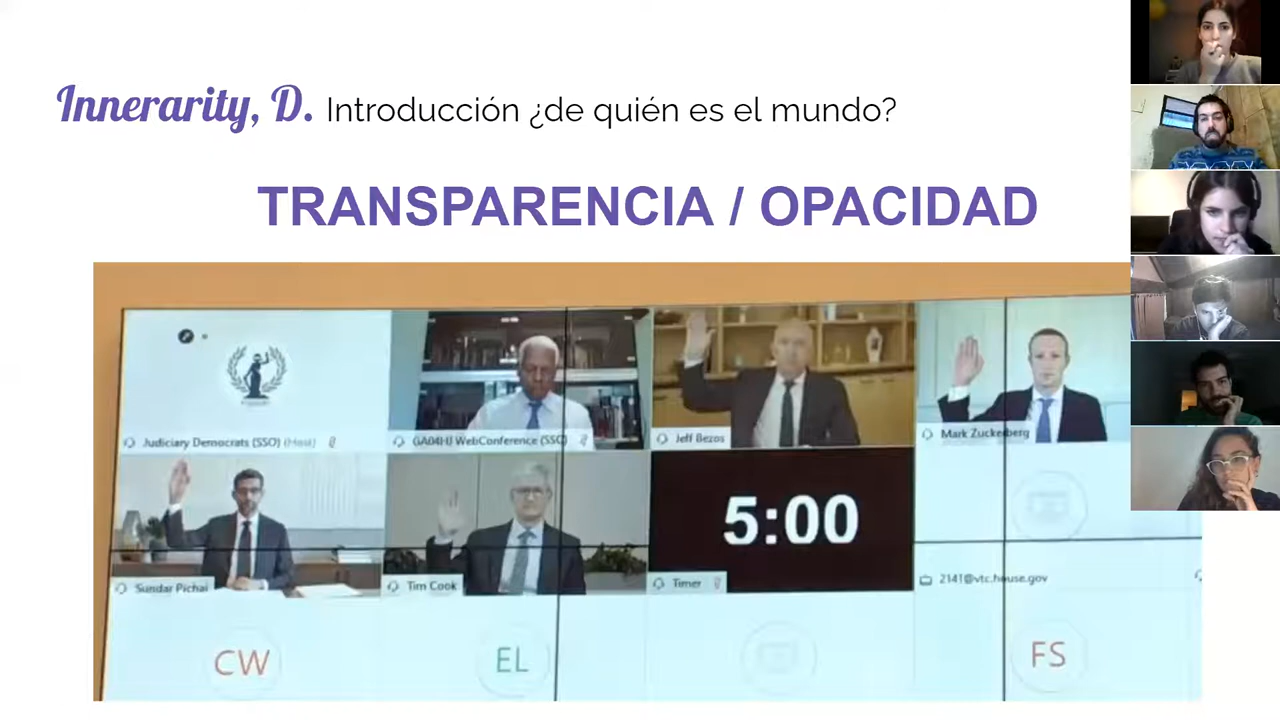 Innerarity, D. Introducción ¿de quién es el mundo?
TRANSPARENCIA / OPACIDAD
Judiciary Democrats (SSO) (Host)
GA04HJ WebConference (SSO)
Jeff Bezos
Mark Zuckerberg
Sundar Pichai
Tim Cook
5:00
Timer
2141@vtc.house.gov
CW
EL
FS